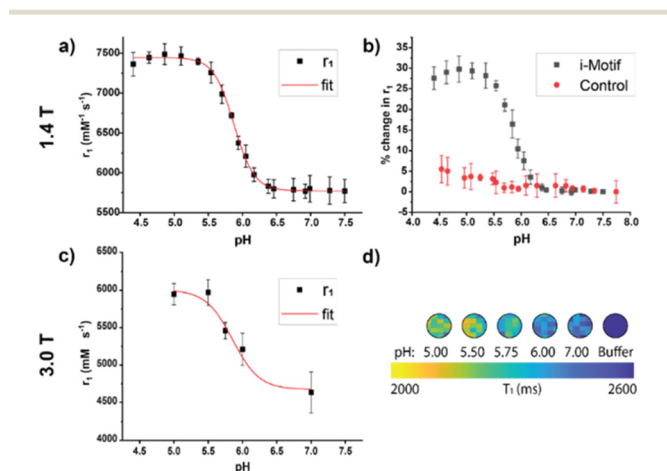 a)
7500
7000
6500
6000
5500
r₁ (mM⁻¹ s⁻¹)
4.5 5.0 5.5 6.0 6.5 7.0 7.5
pH
r₁
fit
1.4 T
b)
35
30
25
20
15
10
5
0
-5
% change in r₁
4.0 4.5 5.0 5.5 6.0 6.5 7.0 7.5 8.0
pH
i-Motif
Control
c)
6500
6000
5500
5000
4500
4000
r₁ (mM s⁻¹)
4.5 5.0 5.5 6.0 6.5 7.0 7.5
pH
r₁
fit
3.0 T
d)
pH: 5.00 5.50 5.75 6.00 7.00 Buffer
2000 T₁ (ms) 2600